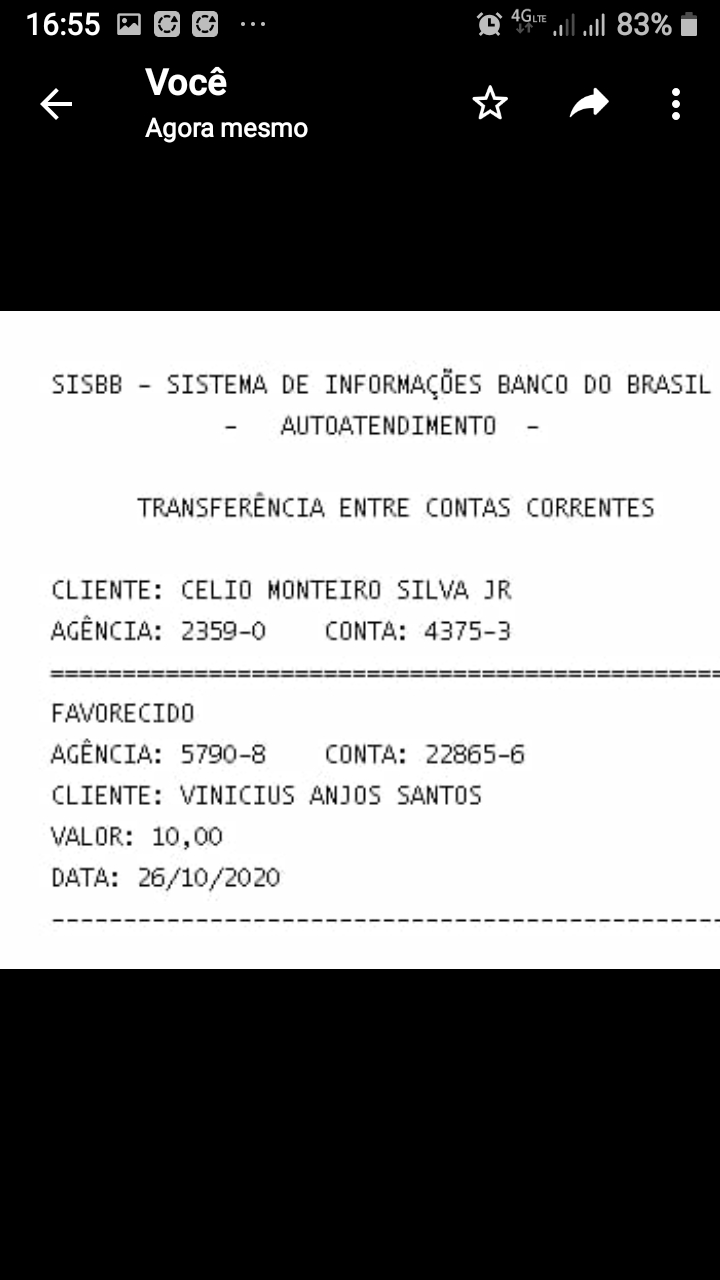 16:55 ... 4G LTE 83%
Você
Agora mesmo
SISBB - SISTEMA DE INFORMAÇÕES BANCO DO BRASIL
- AUTOATENDIMENTO -
TRANSFERÊNCIA ENTRE CONTAS CORRENTES
CLIENTE: CELIO MONTEIRO SILVA JR
AGÊNCIA: 2359-0 CONTA: 4375-3
================================================
FAVORECIDO
AGÊNCIA: 5790-8 CONTA: 22865-6
CLIENTE: VINICIUS ANJOS SANTOS
VALOR: 10,00
DATA: 26/10/2020
------------------------------------------------